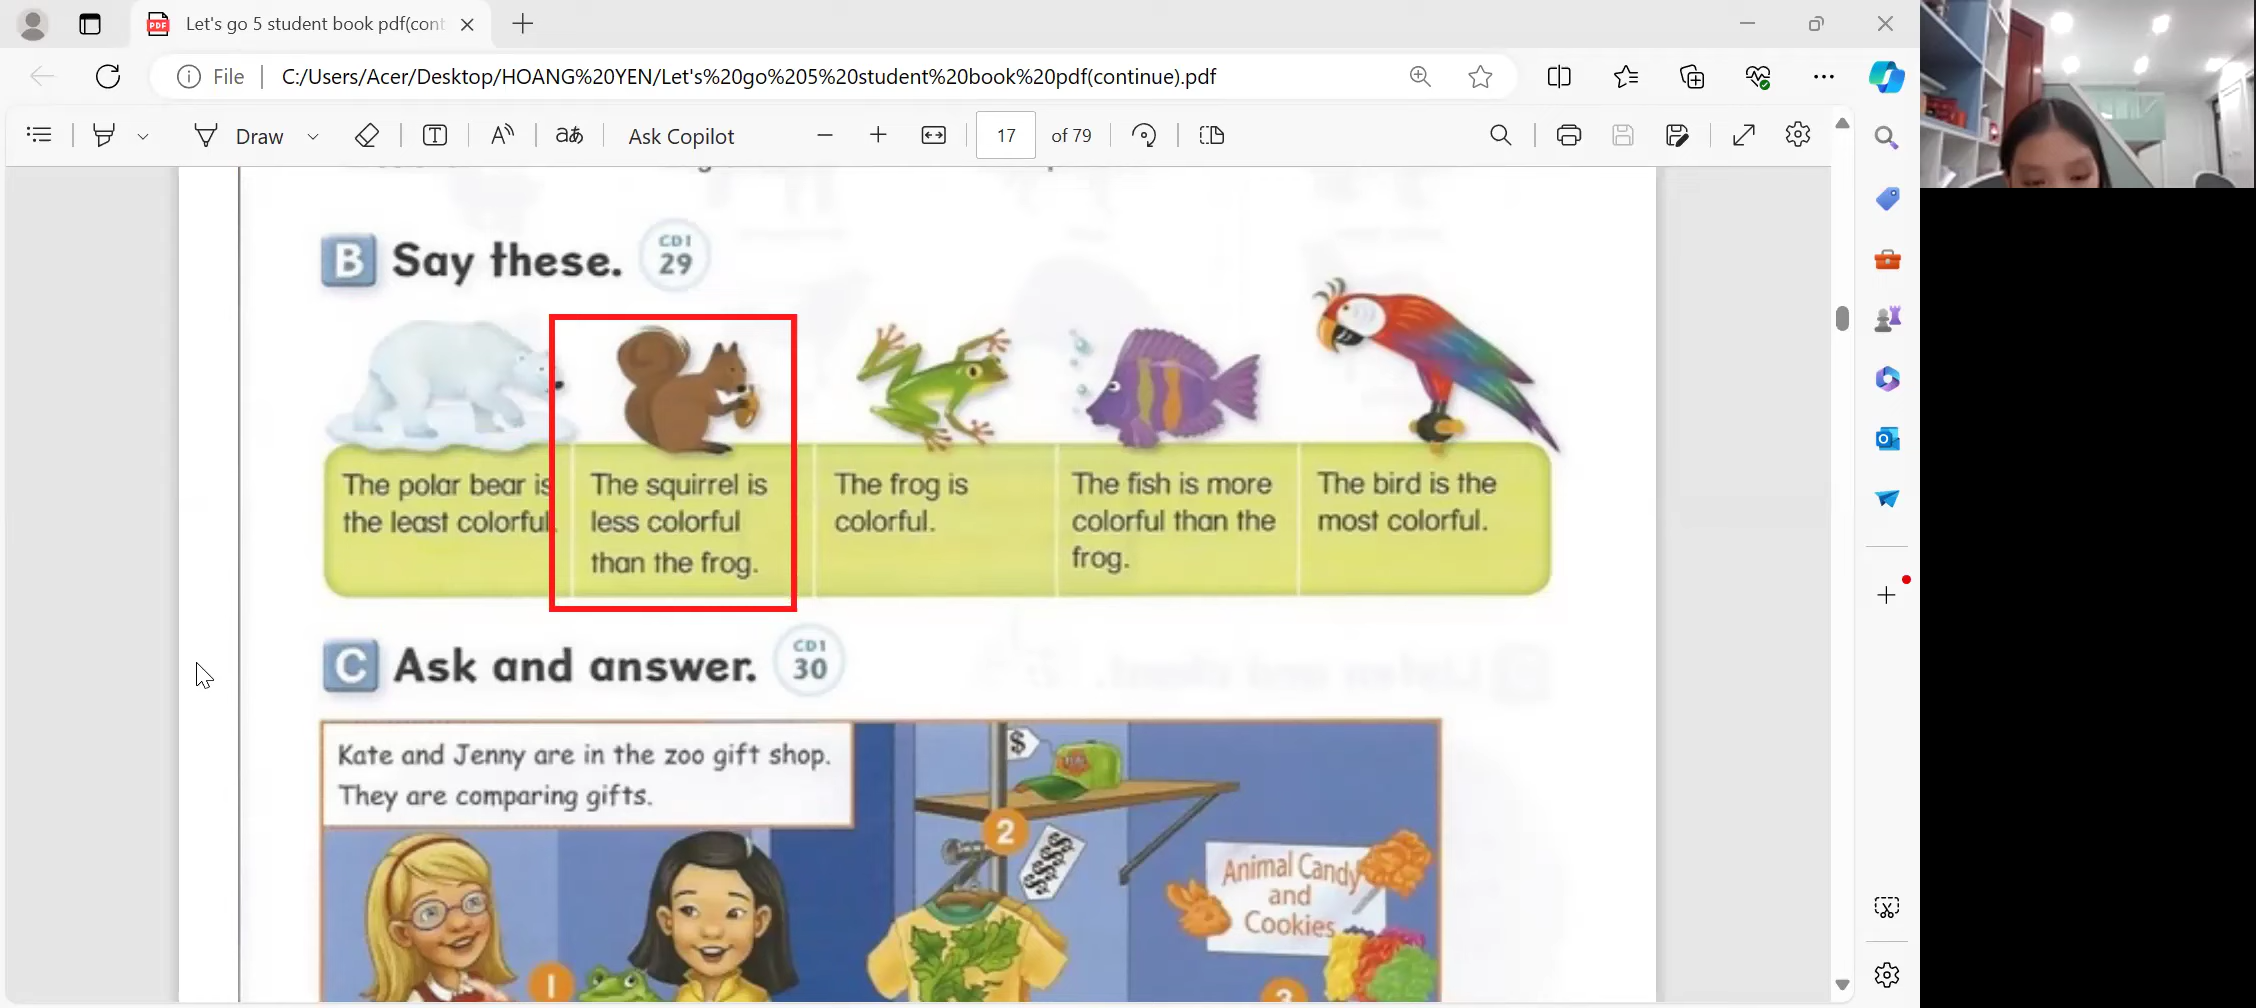 Let's go 5 student book pdf(cont
File
C:/Users/Acer/Desktop/HOANG%20YEN/Let's%20go%205%20student%20book%20pdf(continue).pdf
Draw
Ask Copilot
17
of 79
B Say these.
CD1
29
The polar bear is
the least colorful
The squirrel is
less colorful
than the frog.
The frog is
colorful.
The fish is more
colorful than the
frog.
The bird is the
most colorful.
C Ask and answer.
CD1
30
Kate and Jenny are in the zoo gift shop.
They are comparing gifts.
$
2
$$$$
Animal Candy
and
Cookies
1
3